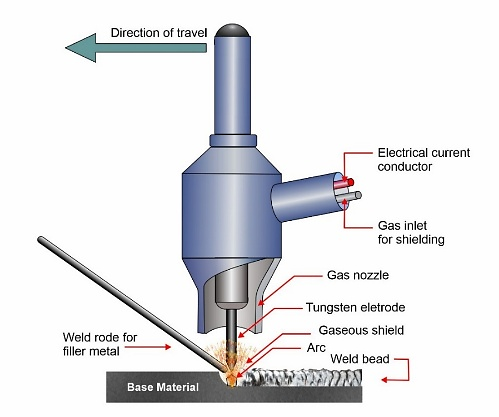 Direction of travel
Electrical current
conductor
Gas inlet
for shielding
Gas nozzle
Tungsten eletrode
Gaseous shield
Weld rode for
filler metal
Arc
Weld bead
Base Material